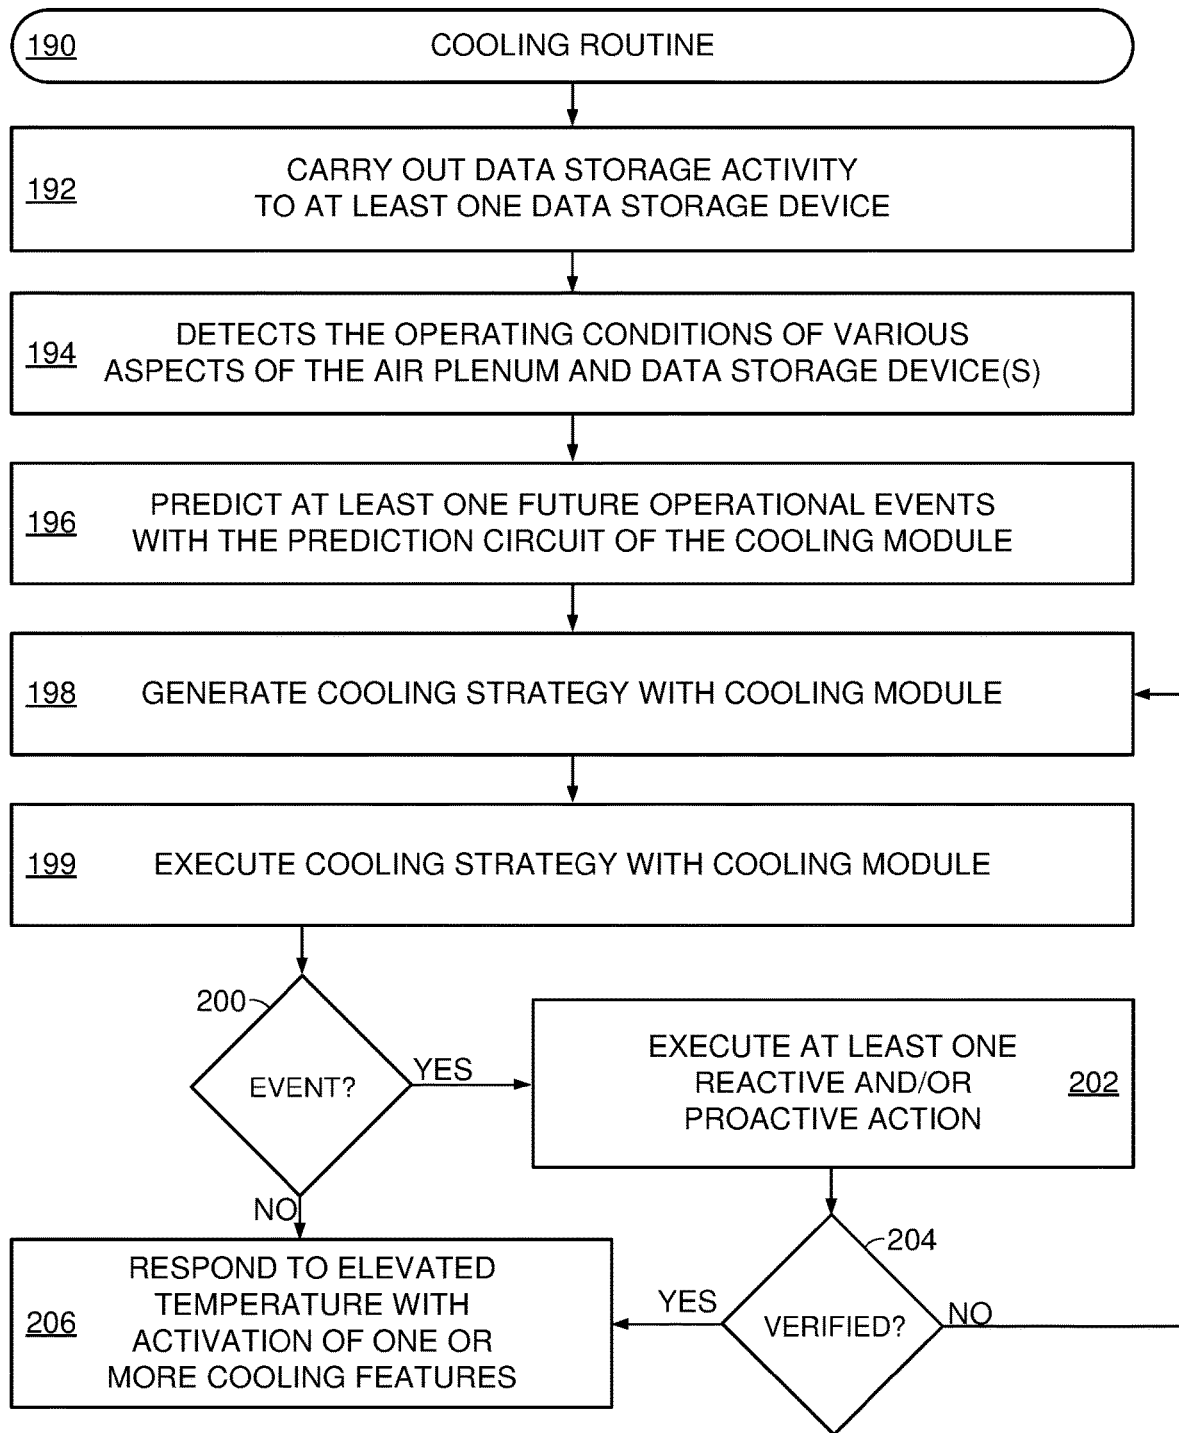 190 COOLING ROUTINE
192 CARRY OUT DATA STORAGE ACTIVITY
TO AT LEAST ONE DATA STORAGE DEVICE
194 DETECTS THE OPERATING CONDITIONS OF VARIOUS
ASPECTS OF THE AIR PLENUM AND DATA STORAGE DEVICE(S)
196 PREDICT AT LEAST ONE FUTURE OPERATIONAL EVENTS
WITH THE PREDICTION CIRCUIT OF THE COOLING MODULE
198 GENERATE COOLING STRATEGY WITH COOLING MODULE
199 EXECUTE COOLING STRATEGY WITH COOLING MODULE
200
EVENT?
YES
NO
EXECUTE AT LEAST ONE
REACTIVE AND/OR
PROACTIVE ACTION
202
204
VERIFIED?
YES
NO
206
RESPOND TO ELEVATED
TEMPERATURE WITH
ACTIVATION OF ONE OR
MORE COOLING FEATURES